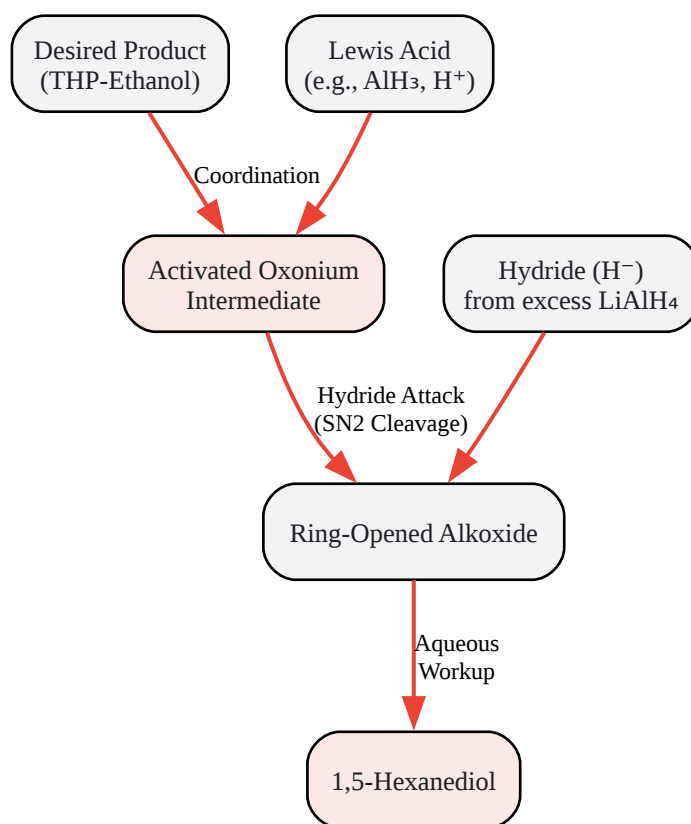 Desired Product
(THP-Ethanol)
Lewis Acid
(e.g., AlH₃, H⁺)
Coordination
Activated Oxonium
Intermediate
Hydride (H⁻)
from excess LiAlH₄
Hydride Attack
(SN2 Cleavage)
Ring-Opened Alkoxide
Aqueous
Workup
1,5-Hexanediol